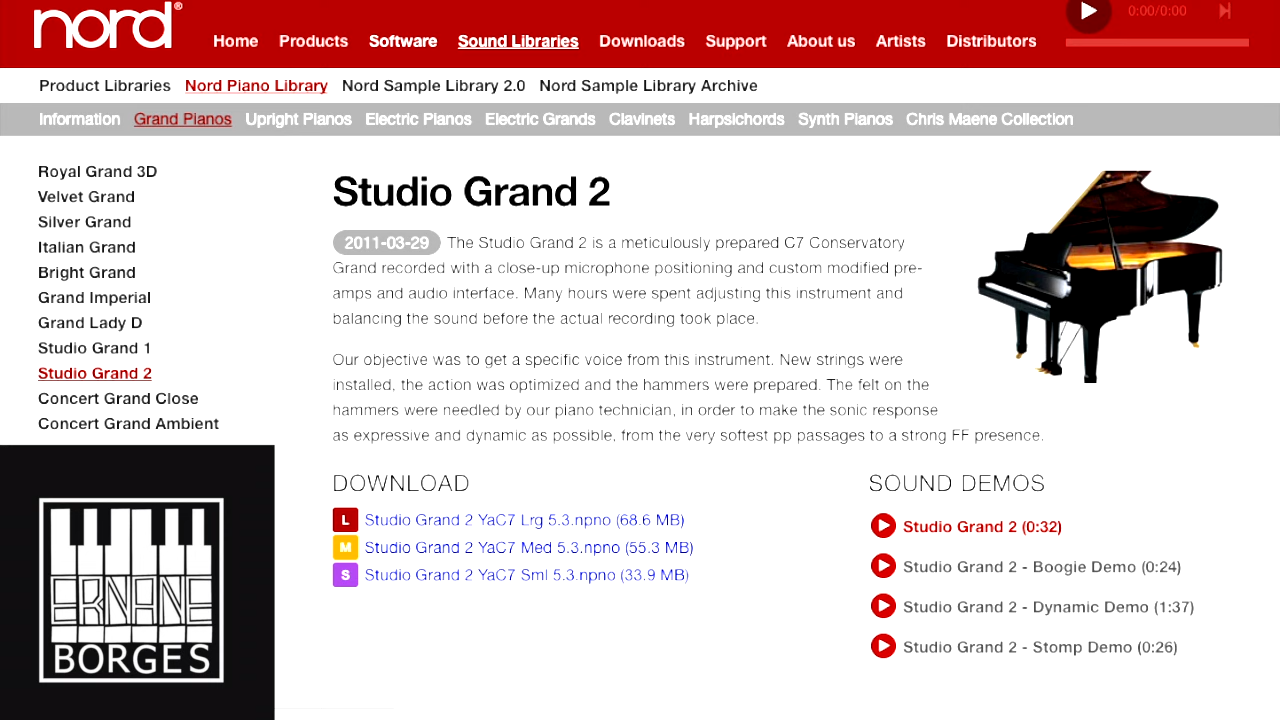 nord®
0:00/0:00
Home Products Software Sound Libraries Downloads Support About us Artists Distributors
Product Libraries Nord Piano Library Nord Sample Library 2.0 Nord Sample Library Archive
Information Grand Pianos Upright Pianos Electric Pianos Electric Grands Clavinets Harpsichords Synth Pianos Chris Maene Collection
Royal Grand 3D
Velvet Grand
Silver Grand
Italian Grand
Bright Grand
Grand Imperial
Grand Lady D
Studio Grand 1
Studio Grand 2
Concert Grand Close
Concert Grand Ambient
Studio Grand 2
2011-03-29 The Studio Grand 2 is a meticulously prepared C7 Conservatory
Grand recorded with a close-up microphone positioning and custom modified pre-
amps and audio interface. Many hours were spent adjusting this instrument and
balancing the sound before the actual recording took place.
Our objective was to get a specific voice from this instrument. New strings were
installed, the action was optimized and the hammers were prepared. The felt on the
hammers were needled by our piano technician, in order to make the sonic response
as expressive and dynamic as possible, from the very softest pp passages to a strong FF presence.
DOWNLOAD
L Studio Grand 2 YaC7 Lrg 5.3.npno (68.6 MB)
M Studio Grand 2 YaC7 Med 5.3.npno (55.3 MB)
S Studio Grand 2 YaC7 Sml 5.3.npno (33.9 MB)
SOUND DEMOS
Studio Grand 2 (0:32)
Studio Grand 2 - Boogie Demo (0:24)
Studio Grand 2 - Dynamic Demo (1:37)
Studio Grand 2 - Stomp Demo (0:26)
ERNANE
BORGES